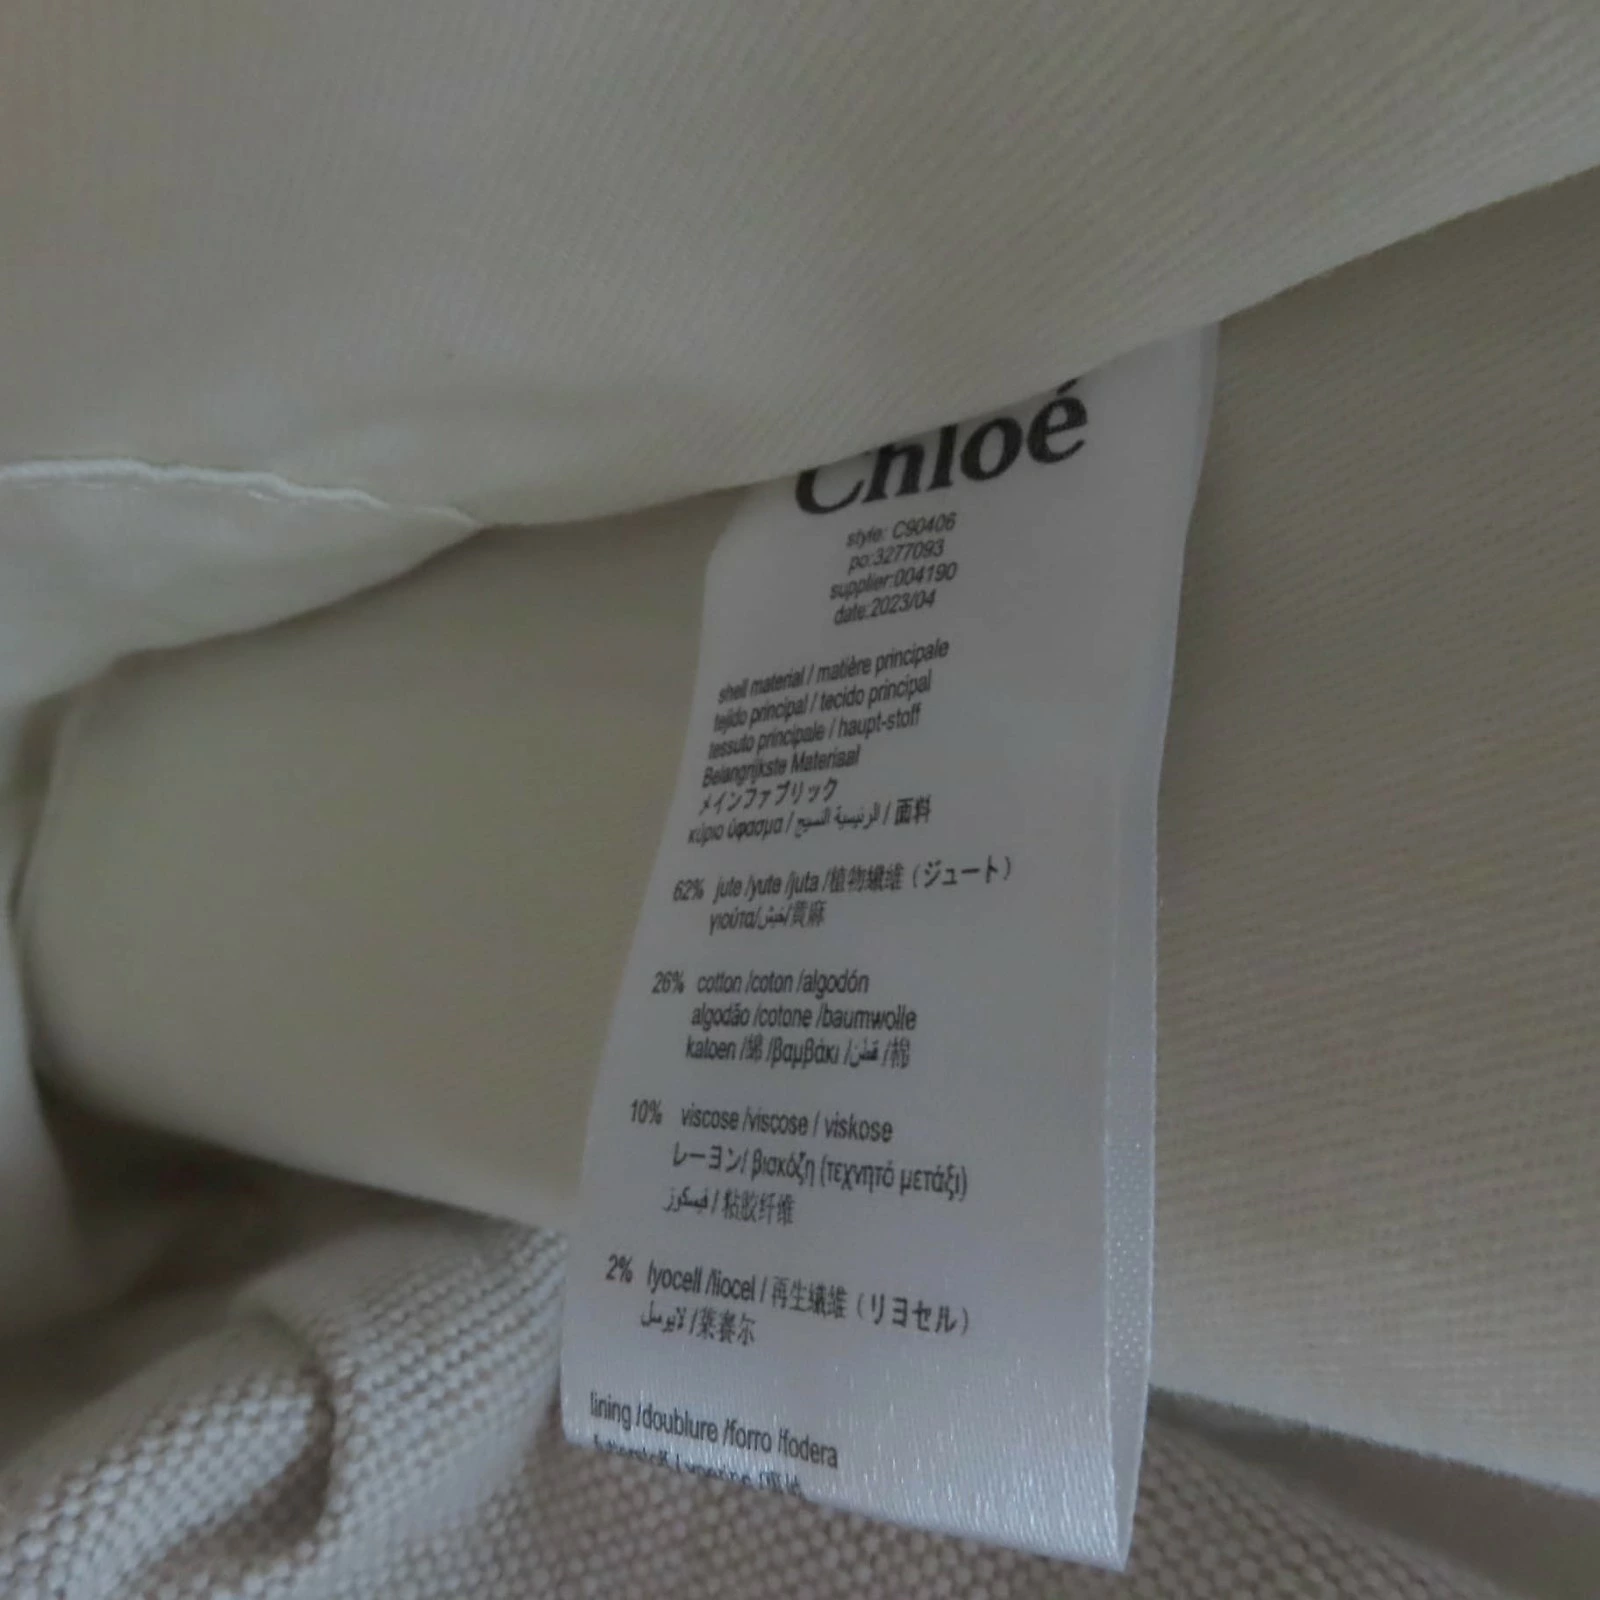 Chloé
style: C90406
po:3277093
supplier:004190
date:2023/04
shell material / matière principale
tejido principal / tecido principal
tessuto principale / haupt-stoff
Belangrijkste Materiaal
メインファブリック
κύριο ύφασμα / الرئيسية النسيج / 面料
62% jute /yute /juta /植物繊維（ジュート）
γιούτα/خيش/黄麻
26% cotton /coton /algodón
algodão /cotone /baumwolle
katoen /綿 /βαμβάκι /قطن /棉
10% viscose /viscose / viskose
レーヨン/ βισκόζη (τεχνητό μετάξι)
فيسكوز / 粘胶纤维
2% lyocell /liocel / 再生繊維（リヨセル）
لايوسل /莱赛尔
lining /doublure /forro /fodera